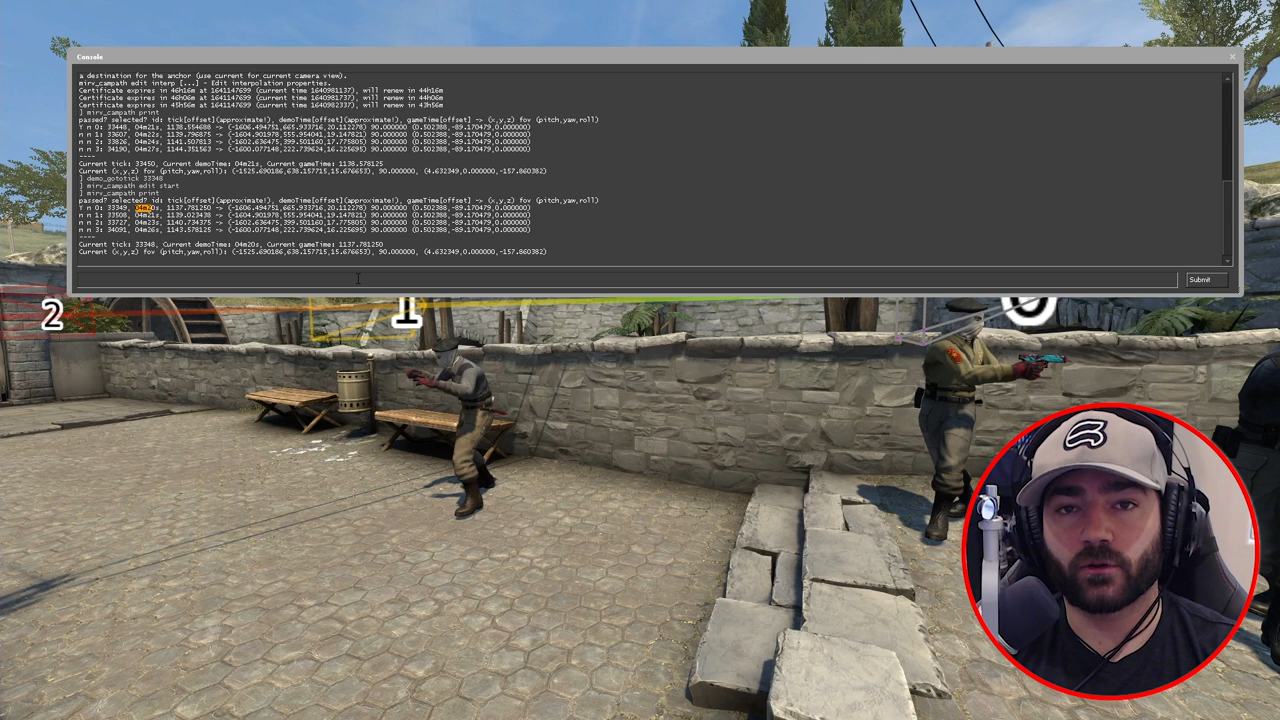 Console
a destination for the anchor (use current for current camera view).
mirv_campath edit interp [...] - Edit interpolation properties.
Certificate expires in 46h16m at 1641147699 (current time 1640981137), will renew in 44h16m
Certificate expires in 46h06m at 1641147699 (current time 1640981737), will renew in 44h06m
Certificate expires in 45h56m at 1641147699 (current time 1640982337), will renew in 43h56m
] mirv_campath print
passed? selected? id: tick[offset](approximate!), demoTime[offset](approximate!), gameTime[offset] -> (x,y,z) fov (pitch,yaw,roll)
Y n 0: 33448, 04m21s, 1138.554688 -> (-1606.494751,665.933716,20.112278) 90.000000 (0.502388,-89.170479,0.000000)
n n 1: 33607, 04m22s, 1139.796875 -> (-1604.901978,555.954041,19.147821) 90.000000 (0.502388,-89.170479,0.000000)
n n 2: 33826, 04m24s, 1141.507813 -> (-1602.636475,399.501160,17.775805) 90.000000 (0.502388,-89.170479,0.000000)
n n 3: 34190, 04m27s, 1144.351563 -> (-1600.077148,222.739624,16.225695) 90.000000 (0.502388,-89.170479,0.000000)
----
Current tick: 33450, Current demoTime: 04m21s, Current gameTime: 1138.578125
Current (x,y,z) fov (pitch,yaw,roll): (-1525.690186,638.157715,15.676653), 90.000000, (4.632349,0.000000,-157.860382)
] demo_gototick 33348
] mirv_campath edit start
] mirv_campath print
passed? selected? id: tick[offset](approximate!), demoTime[offset](approximate!), gameTime[offset] -> (x,y,z) fov (pitch,yaw,roll)
Y n 0: 33349, 04m20s, 1137.781250 -> (-1606.494751,665.933716,20.112278) 90.000000 (0.502388,-89.170479,0.000000)
n n 1: 33508, 04m21s, 1139.023438 -> (-1604.901978,555.954041,19.147821) 90.000000 (0.502388,-89.170479,0.000000)
n n 2: 33727, 04m23s, 1140.734375 -> (-1602.636475,399.501160,17.775805) 90.000000 (0.502388,-89.170479,0.000000)
n n 3: 34091, 04m26s, 1143.578125 -> (-1600.077148,222.739624,16.225695) 90.000000 (0.502388,-89.170479,0.000000)
----
Current tick: 33348, Current demoTime: 04m20s, Current gameTime: 1137.781250
Current (x,y,z) fov (pitch,yaw,roll): (-1525.690186,638.157715,15.676653), 90.000000, (4.632349,0.000000,-157.860382)
Submit
2
1
0